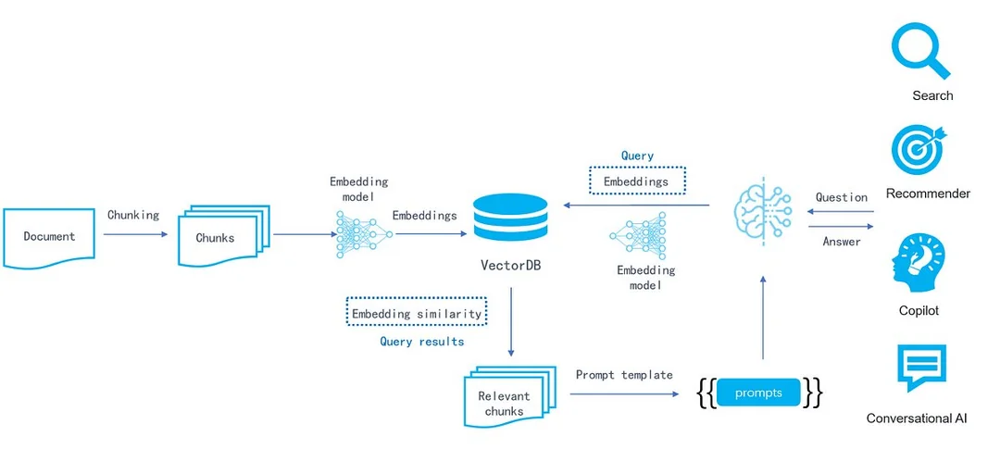 Document
Chunking
Chunks
Embedding
model
Embeddings
VectorDB
Query
Embeddings
Embedding
model
Question
Answer
Search
Recommender
Copilot
Conversational AI
Embedding similarity
Query results
Relevant
chunks
Prompt template
{{ prompts }}